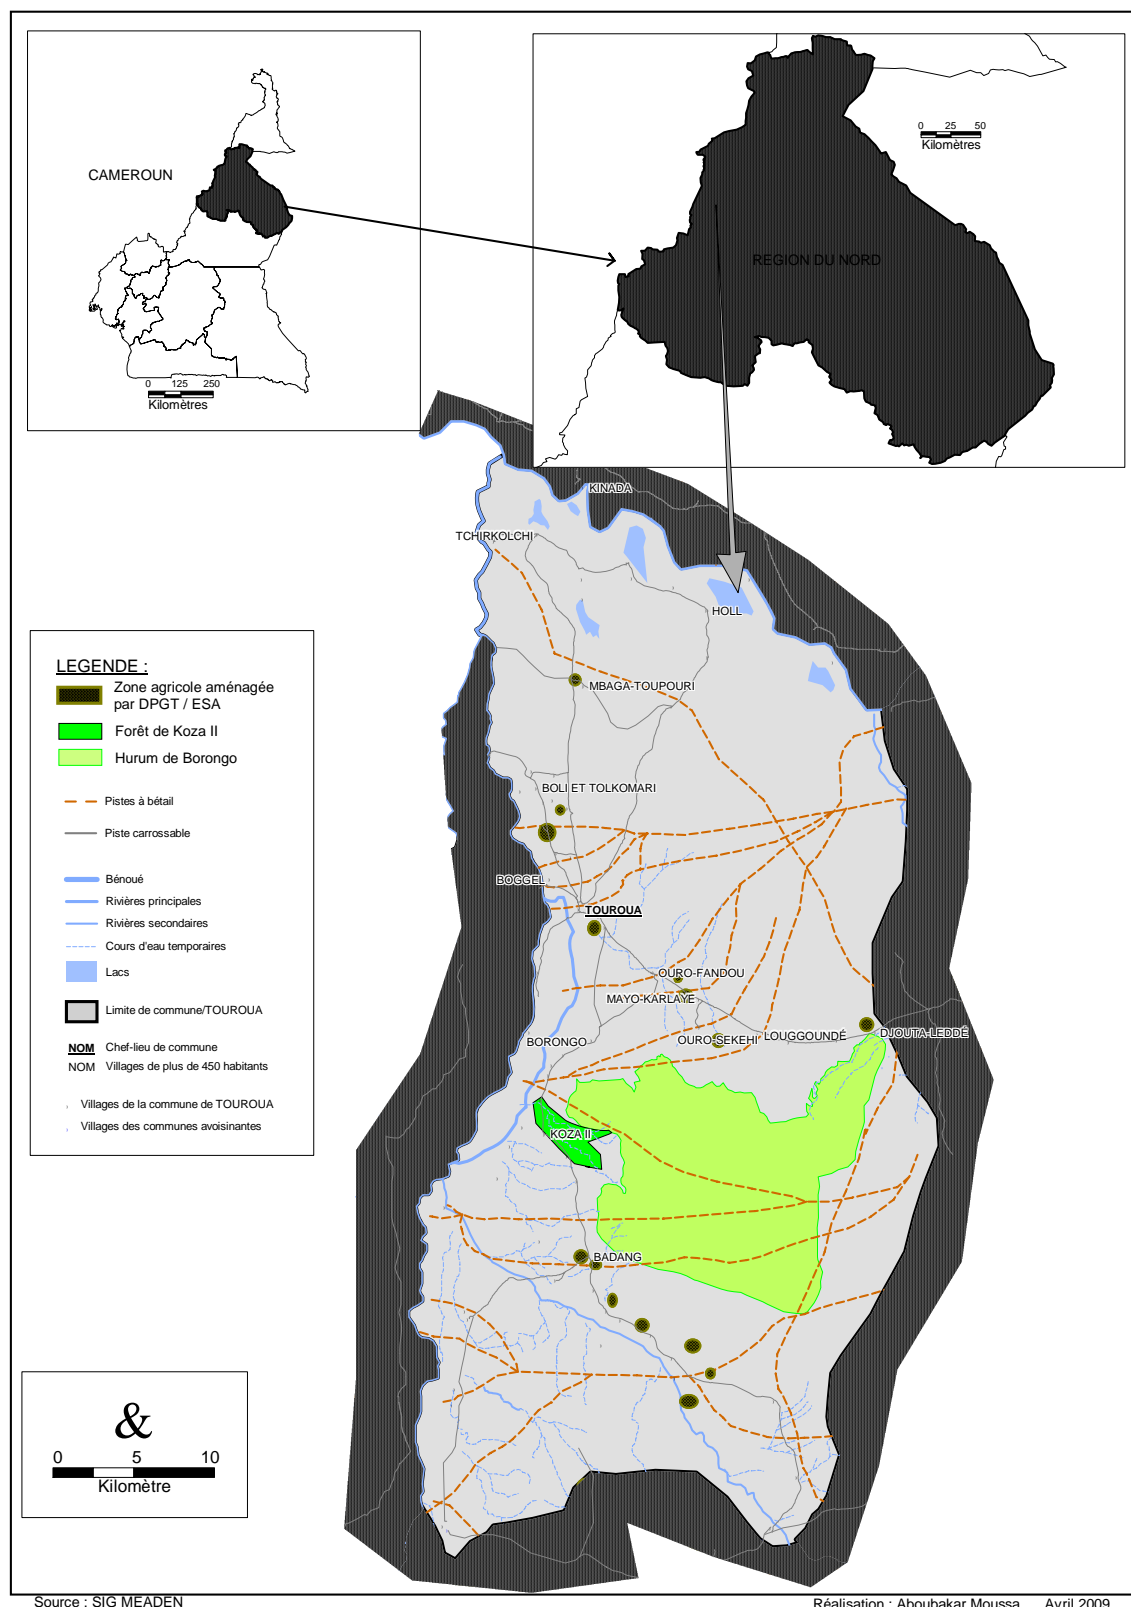 CAMEROUN
0 125 250
Kilomètres
0 25 50
Kilomètres
REGION DU NORD
KINADA
TCHIRKOLCHI
HOLL
MBAGA-TOUPOURI
BOLI ET TOLKOMARI
BOGGEL
TOUROUA
OURO-FANDOU
MAYO-KARLAYE
BORONGO
OURO-SEKEHI
LOUGGOUNDÉ
DJOUTA-LEDDÉ
KOZA II
BADANG
LEGENDE :
Zone agricole aménagée
par DPGT / ESA
Forêt de Koza II
Hurum de Borongo
Pistes à bétail
Piste carrossable
Bénoué
Rivières principales
Rivières secondaires
Cours d'eau temporaires
Lacs
Limite de commune/TOUROUA
NOM Chef-lieu de commune
NOM Villages de plus de 450 habitants
Villages de la commune de TOUROUA
Villages des communes avoisinantes
&
0 5 10
Kilomètre
Source : SIG MEADEN
Réalisation : Aboubakar Moussa Avril 2009